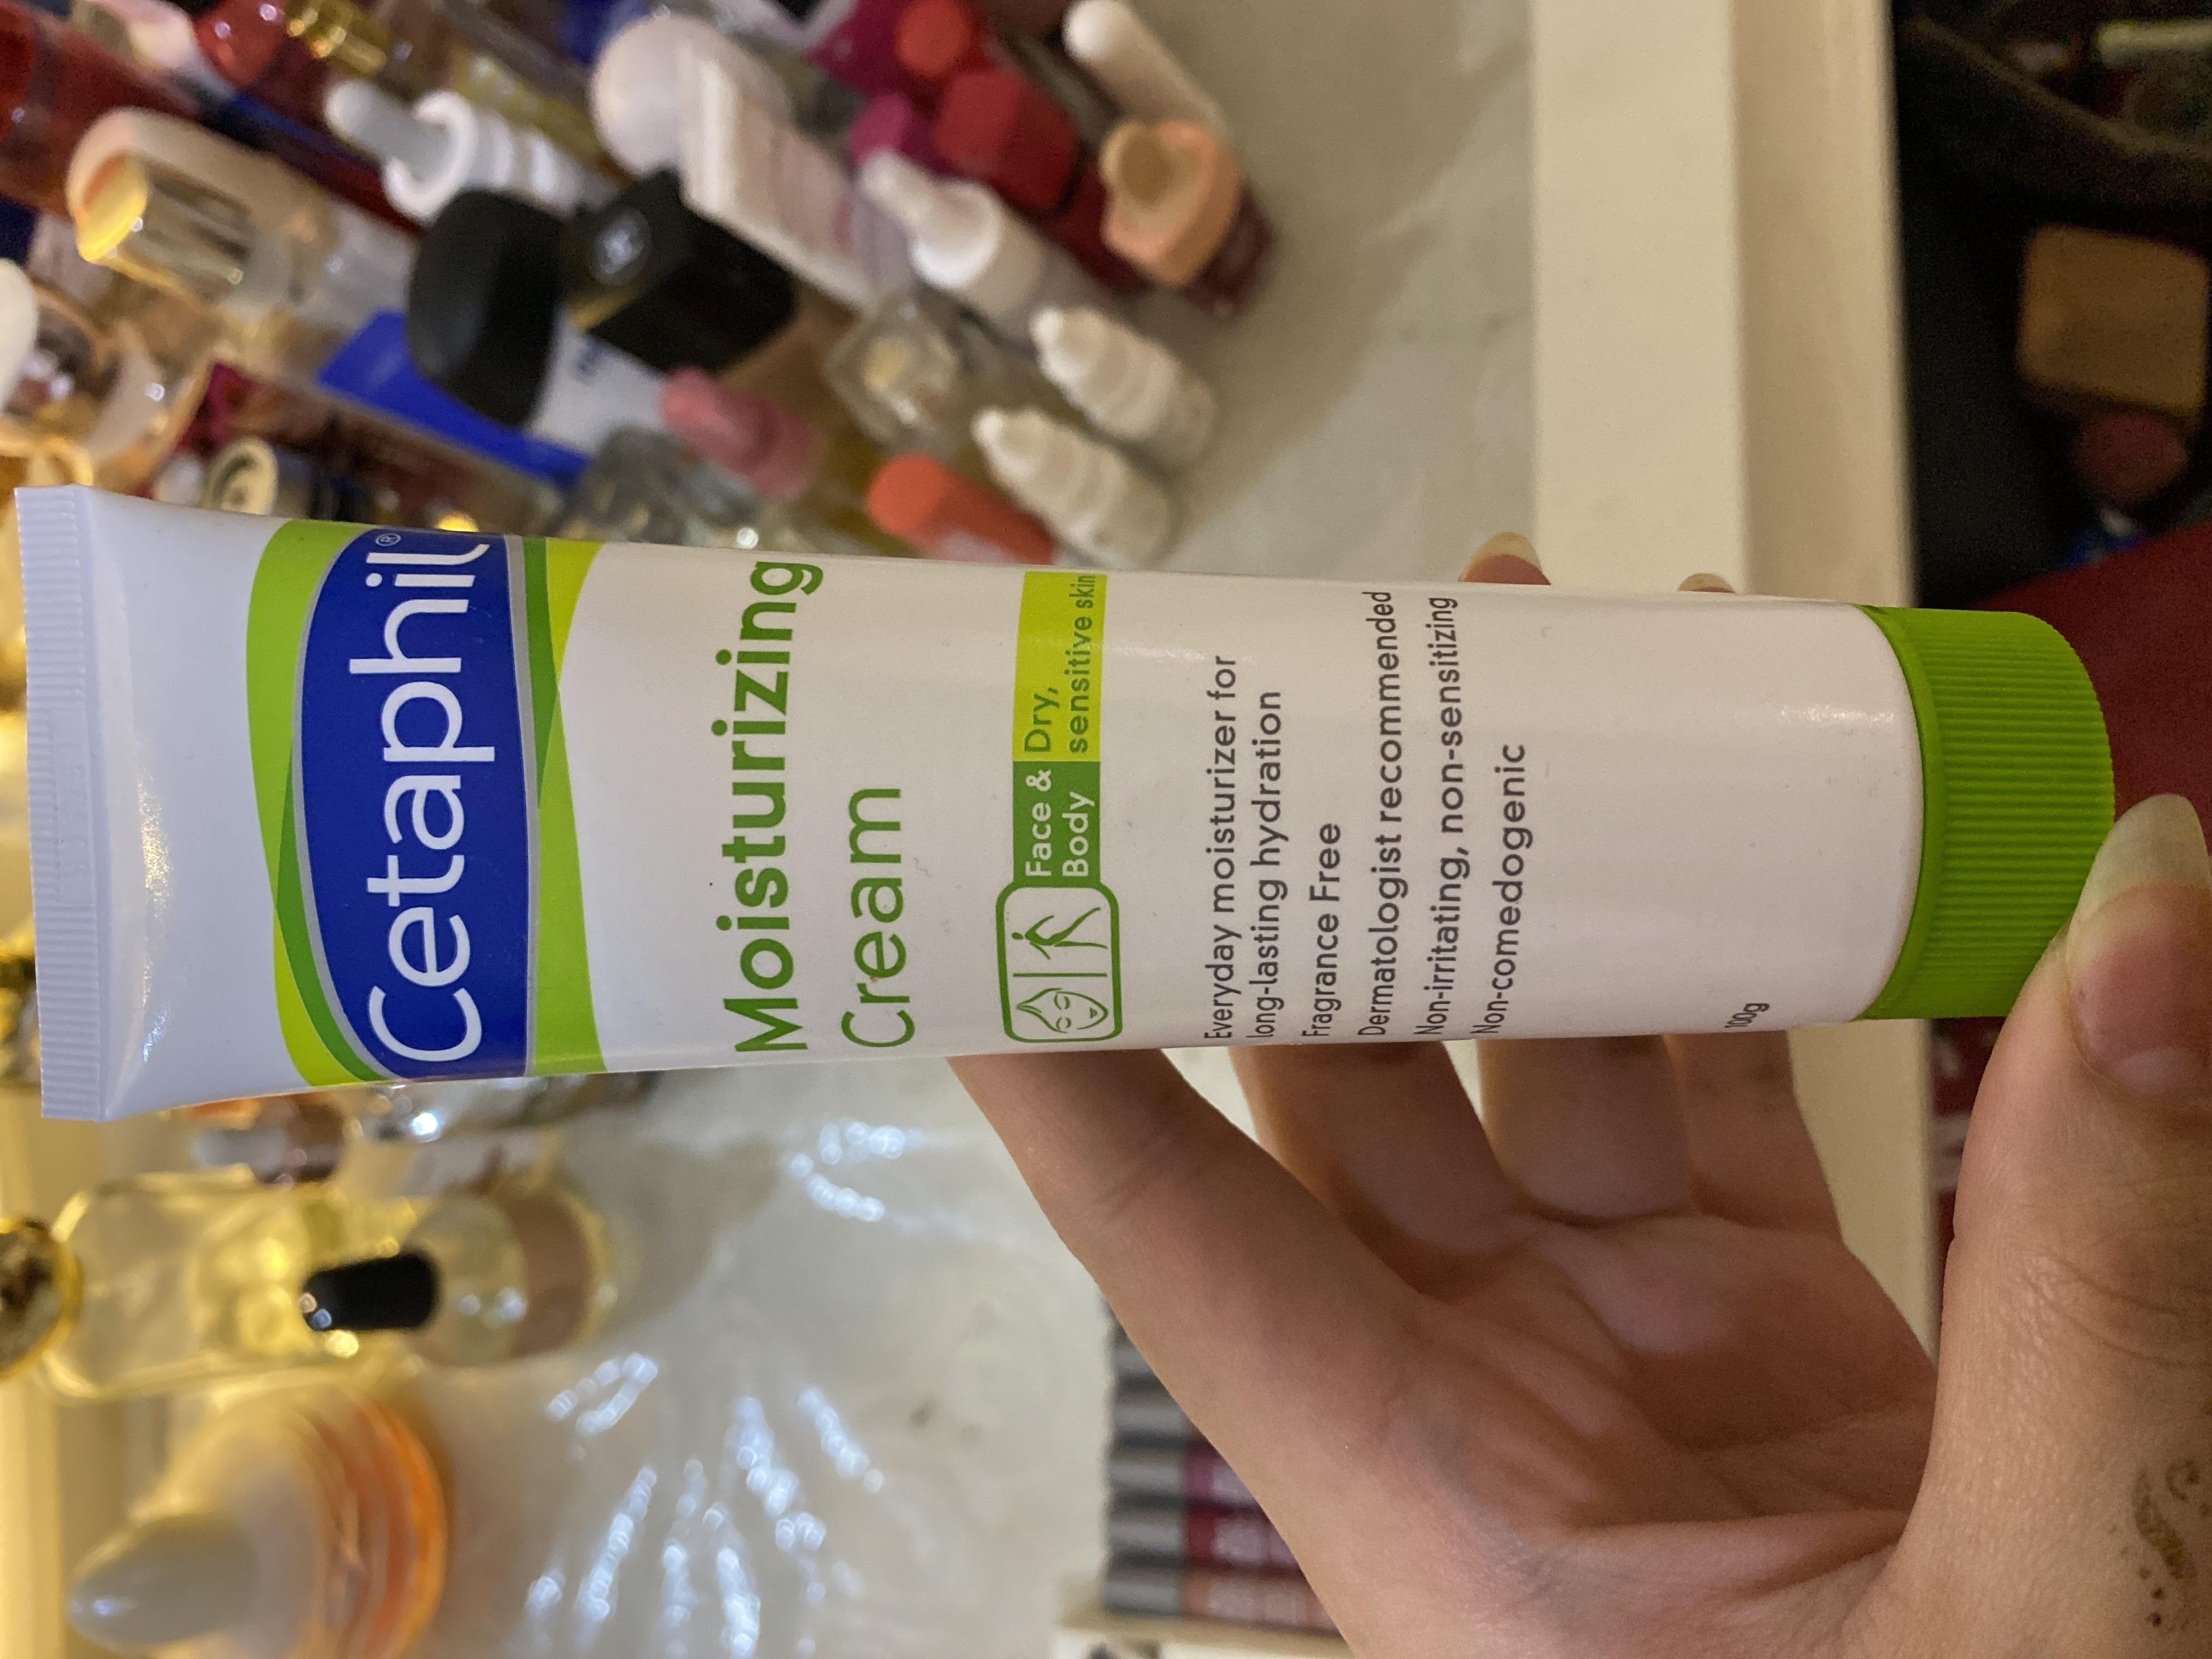 Cetaphil®
Moisturizing
Cream
Face &
Body
Dry,
sensitive skin
Everyday moisturizer for
long-lasting hydration
Fragrance Free
Dermatologist recommended
Non-irritating, non-sensitizing
Non-comedogenic
100g